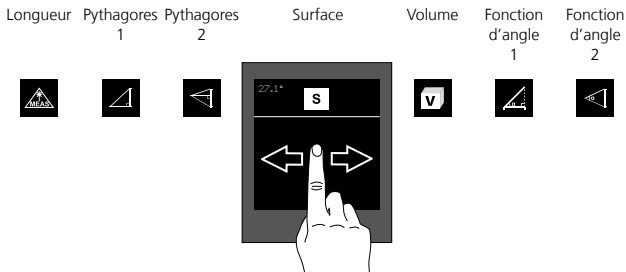 Longueur
Pythagores
1
Pythagores
2
Surface
Volume
Fonction
d'angle
1
Fonction
d'angle
2
MEAS
27.1°
S
V
α
α